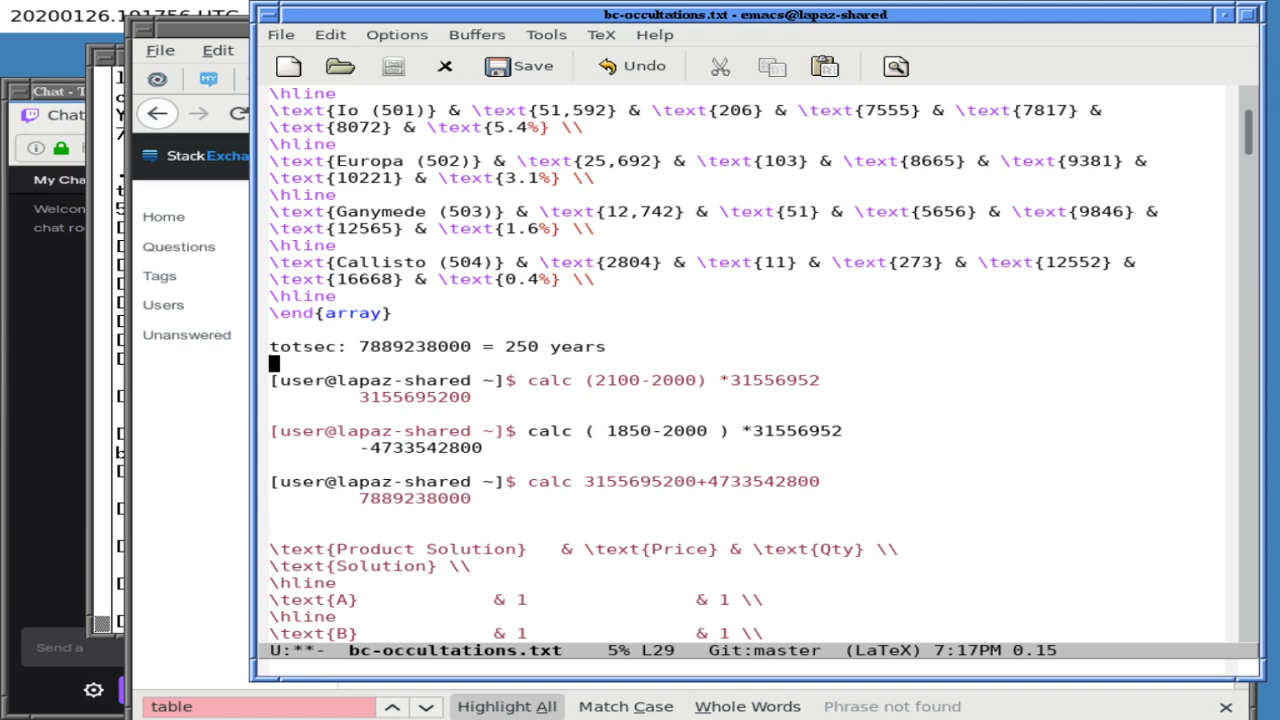 20200126.191756 UTC
bc-occultations.txt - emacs@lapaz-shared
File Edit Options Buffers Tools TeX Help
Save Undo
\hline
\text{Io (501)} & \text{51,592} & \text{206} & \text{7555} & \text{7817} &
\text{8072} & \text{5.4%} \\
\hline
\text{Europa (502)} & \text{25,692} & \text{103} & \text{8665} & \text{9381} &
\text{10221} & \text{3.1%} \\
\hline
\text{Ganymede (503)} & \text{12,742} & \text{51} & \text{5656} & \text{9846} &
\text{12565} & \text{1.6%} \\
\hline
\text{Callisto (504)} & \text{2804} & \text{11} & \text{273} & \text{12552} &
\text{16668} & \text{0.4%} \\
\hline
\end{array}
totsec: 7889238000 = 250 years
[user@lapaz-shared ~]$ calc (2100-2000) *31556952
3155695200
[user@lapaz-shared ~]$ calc ( 1850-2000 ) *31556952
-4733542800
[user@lapaz-shared ~]$ calc 3155695200+4733542800
7889238000
\text{Product Solution} & \text{Price} & \text{Qty} \\
\text{Solution} \\
\hline
\text{A} & 1 & 1 \\
\hline
\text{B} & 1 & 1 \\
U:**- bc-occultations.txt 5% L29 Git:master (LaTeX) 7:17PM 0.15
File Edit
MY
StackExcha
Home
Questions
Tags
Users
Unanswered
table Highlight All Match Case Whole Words Phrase not found
Chat - T
Chat
My Cha
Welcon
chat ro
Send a